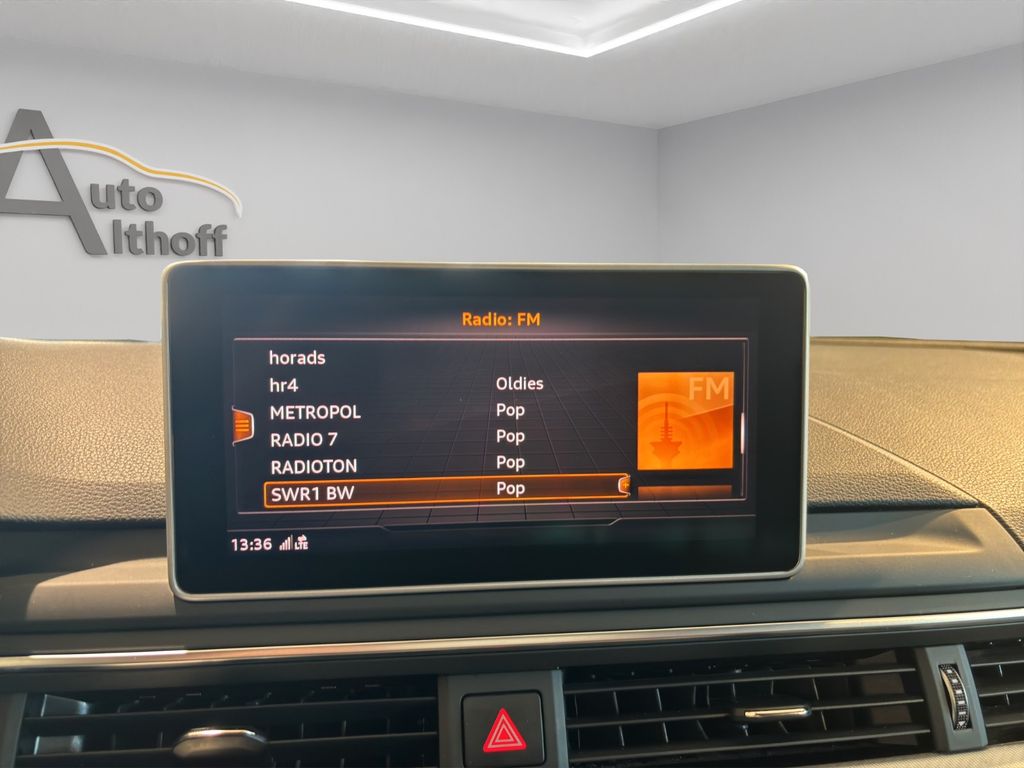 Auto
Althoff
Radio: FM
horads
hr4 Oldies
METROPOL Pop
RADIO 7 Pop
RADIOTON Pop
SWR1 BW Pop
FM
13:36 LTE